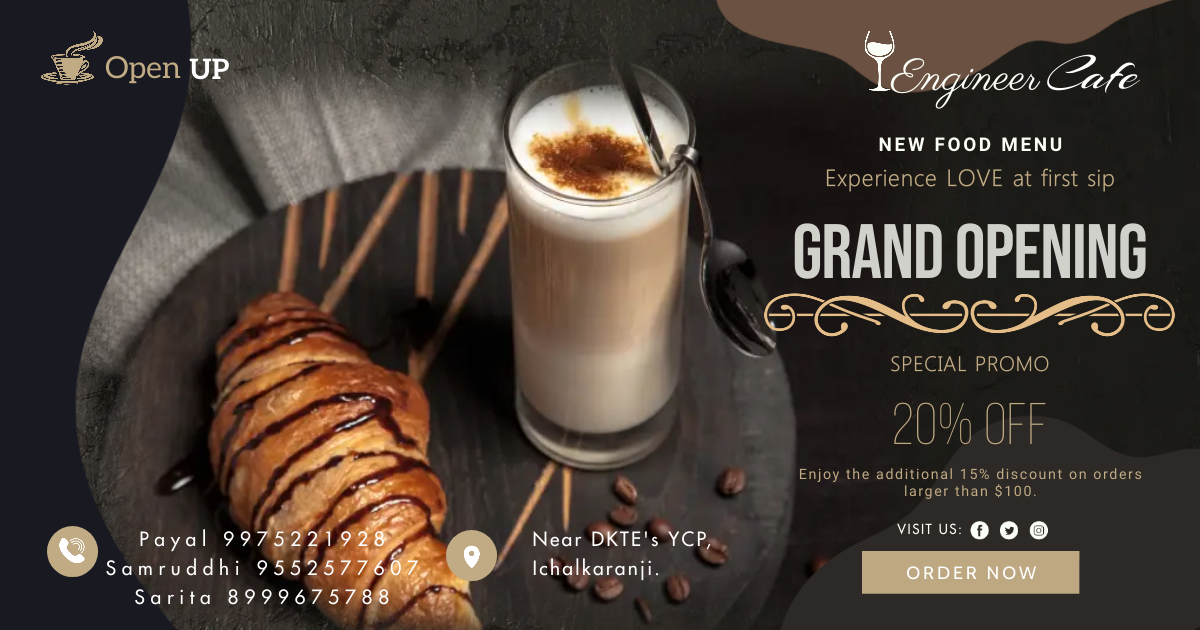 Open UP
Engineer Cafe
NEW FOOD MENU
Experience LOVE at first sip
GRAND OPENING
SPECIAL PROMO
20% OFF
Enjoy the additional 15% discount on orders
larger than $100.
VISIT US:
ORDER NOW
Payal 9975221928
Samruddhi 9552577607
Sarita 8999675788
Near DKTE's YCP,
Ichalkaranji.